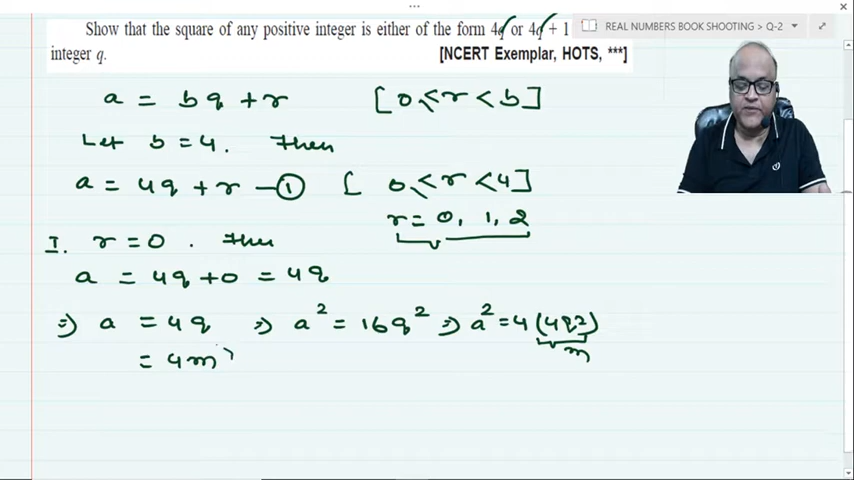 Show that the square of any positive integer is either of the form 4q or 4q + 1
integer q.
[NCERT Exemplar, HOTS, ***]
REAL NUMBERS BOOK SHOOTING > Q-2
a = bq + r [0 ≤ r < b]
Let b = 4. Then
a = 4q + r —① [ 0 ≤ r < 4]
r = 0, 1, 2
I. r = 0 . Then
a = 4q + 0 = 4q
⇒ a = 4q ⇒ a² = 16q² ⇒ a² = 4(4q2)
= 4m
m